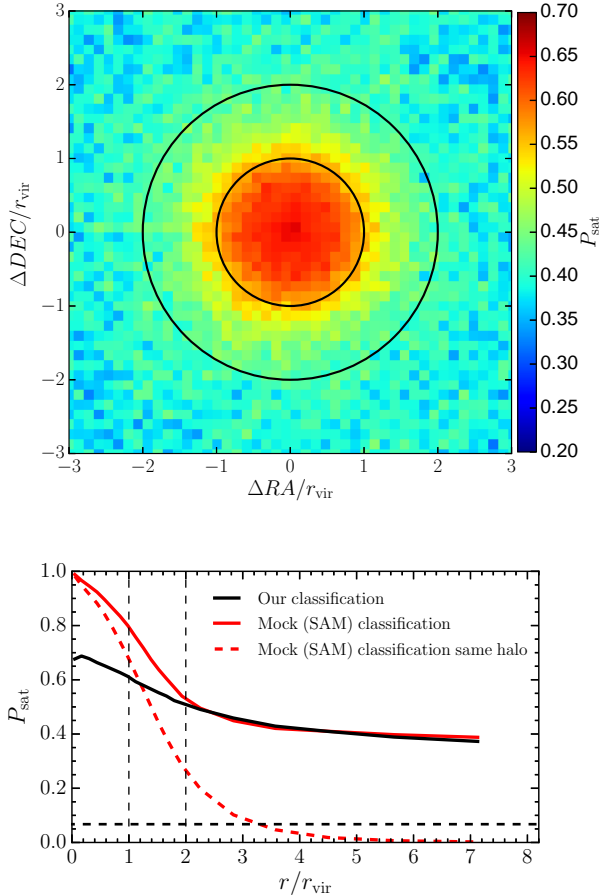 3
2
1
0
−1
−2
−3
−3 −2 −1 0 1 2 3
ΔDEC/r_vir
ΔRA/r_vir
0.70
0.65
0.60
0.55
0.50
0.45
0.40
0.35
0.30
0.25
0.20
P_sat
1.0
0.8
0.6
0.4
0.2
0.0
P_sat
Our classification
Mock (SAM) classification
Mock (SAM) classification same halo
0 1 2 3 4 5 6 7 8
r/r_vir